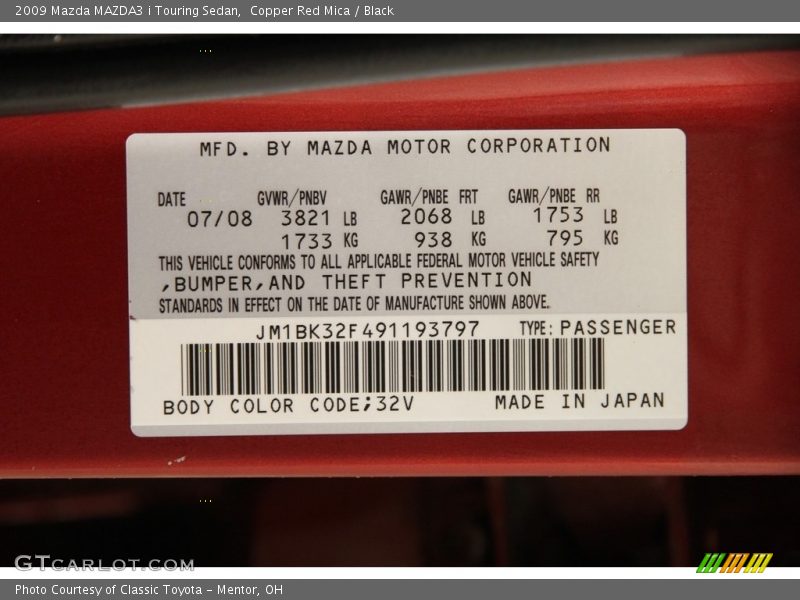 2009 Mazda MAZDA3 i Touring Sedan,  Copper Red Mica / Black
MFD. BY MAZDA MOTOR CORPORATION
DATE GVWR/PNBV GAWR/PNBE FRT GAWR/PNBE RR
07/08 3821 LB 2068 LB 1753 LB
1733 KG 938 KG 795 KG
THIS VEHICLE CONFORMS TO ALL APPLICABLE FEDERAL MOTOR VEHICLE SAFETY
,BUMPER,AND THEFT PREVENTION
STANDARDS IN EFFECT ON THE DATE OF MANUFACTURE SHOWN ABOVE.
JM1BK32F491193797 TYPE: PASSENGER
BODY COLOR CODE;32V MADE IN JAPAN
GTCARLOT.COM
Photo Courtesy of Classic Toyota - Mentor, OH